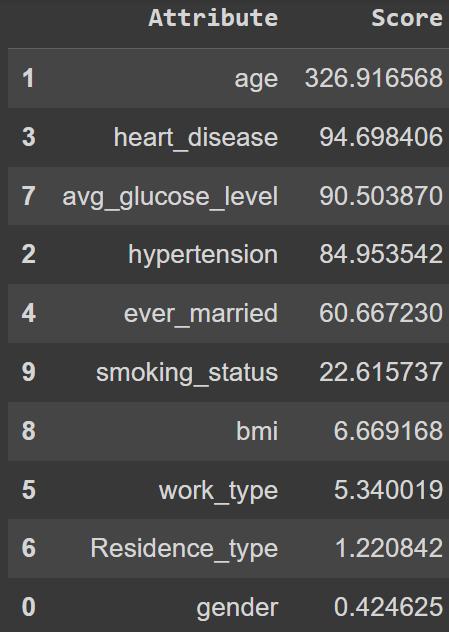 Attribute Score
1 age 326.916568
3 heart_disease 94.698406
7 avg_glucose_level 90.503870
2 hypertension 84.953542
4 ever_married 60.667230
9 smoking_status 22.615737
8 bmi 6.669168
5 work_type 5.340019
6 Residence_type 1.220842
0 gender 0.424625